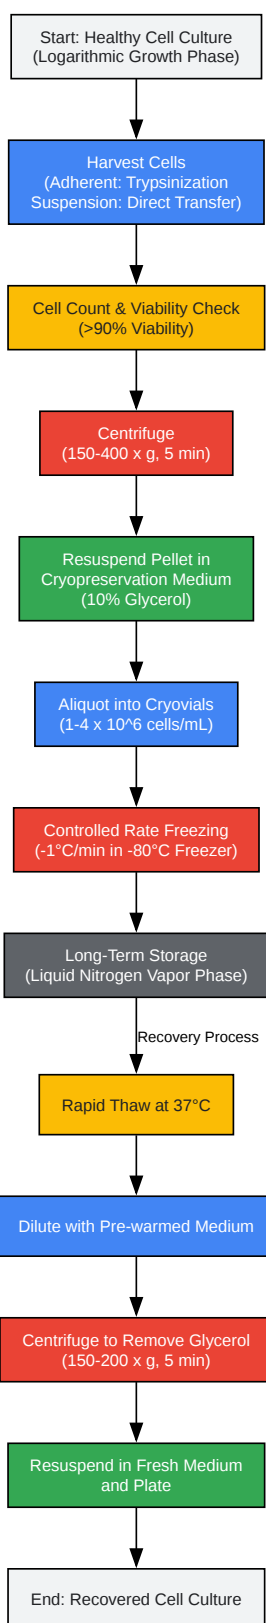 Start: Healthy Cell Culture
(Logarithmic Growth Phase)
Harvest Cells
(Adherent: Trypsinization
Suspension: Direct Transfer)
Cell Count & Viability Check
(>90% Viability)
Centrifuge
(150-400 x g, 5 min)
Resuspend Pellet in
Cryopreservation Medium
(10% Glycerol)
Aliquot into Cryovials
(1-4 x 10^6 cells/mL)
Controlled Rate Freezing
(-1°C/min in -80°C Freezer)
Long-Term Storage
(Liquid Nitrogen Vapor Phase)
Recovery Process
Rapid Thaw at 37°C
Dilute with Pre-warmed Medium
Centrifuge to Remove Glycerol
(150-200 x g, 5 min)
Resuspend in Fresh Medium
and Plate
End: Recovered Cell Culture